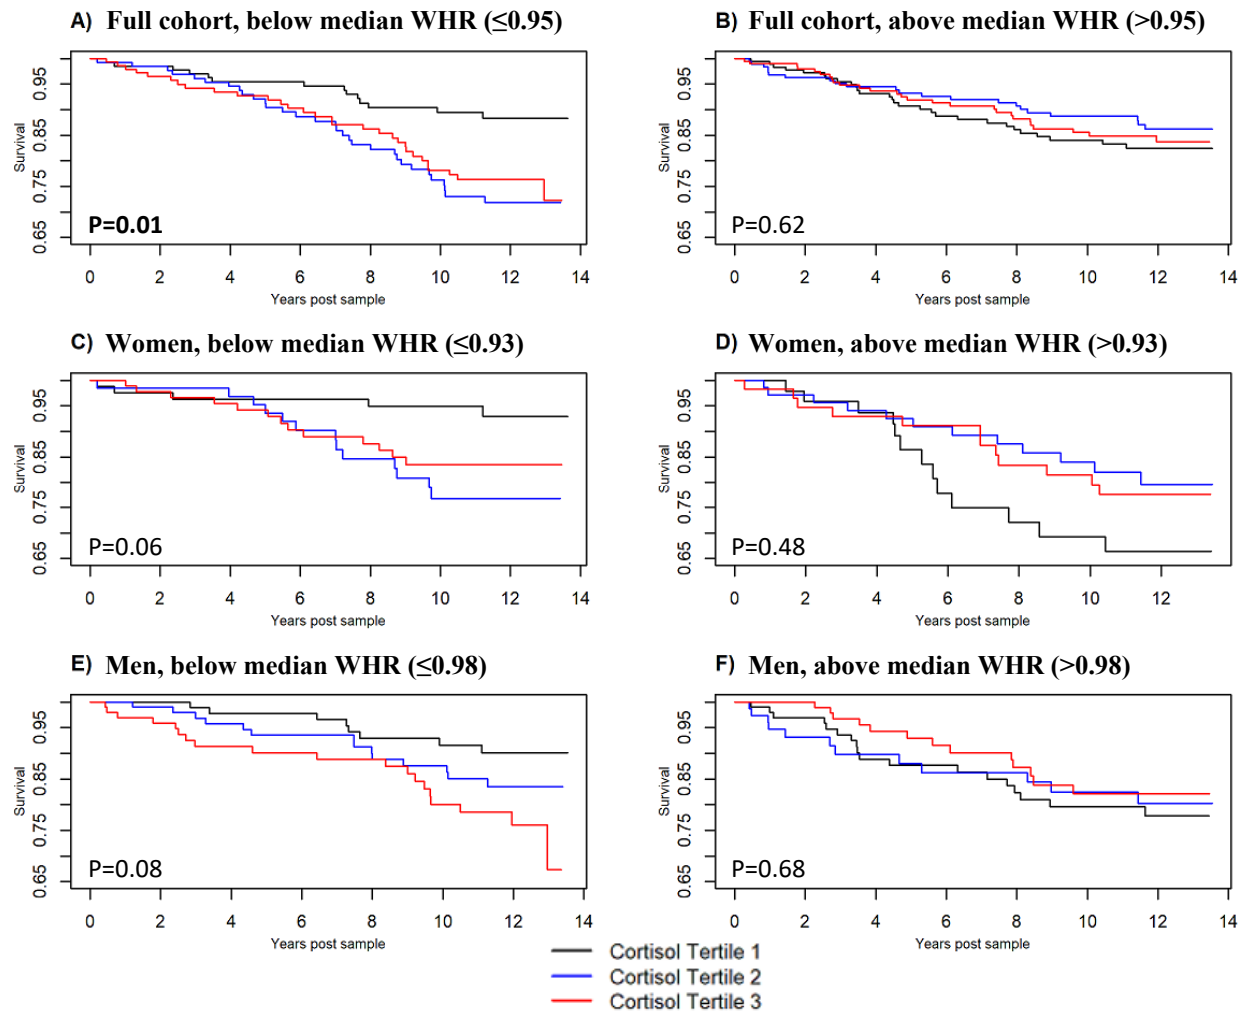 A) Full cohort, below median WHR (≤0.95)
Survival
0.95
0.85
0.75
0.65
P=0.01
0 2 4 6 8 10 12 14
Years post sample
B) Full cohort, above median WHR (>0.95)
Survival
0.95
0.85
0.75
0.65
P=0.62
0 2 4 6 8 10 12 14
Years post sample
C) Women, below median WHR (≤0.93)
Survival
0.95
0.85
0.75
0.65
P=0.06
0 2 4 6 8 10 12 14
Years post sample
D) Women, above median WHR (>0.93)
Survival
0.95
0.85
0.75
0.65
P=0.48
0 2 4 6 8 10 12
Years post sample
E) Men, below median WHR (≤0.98)
Survival
0.95
0.85
0.75
0.65
P=0.08
0 2 4 6 8 10 12 14
Years post sample
F) Men, above median WHR (>0.98)
Survival
0.95
0.85
0.75
0.65
P=0.68
0 2 4 6 8 10 12 14
Years post sample
Cortisol Tertile 1
Cortisol Tertile 2
Cortisol Tertile 3